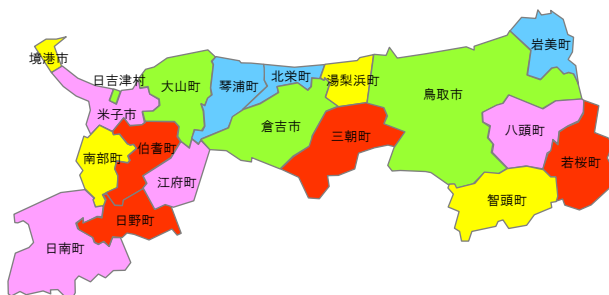 岩美町
境港市
北栄町
湯梨浜町
日吉津村
大山町
琴浦町
鳥取市
米子市
倉吉市
三朝町
八頭町
伯耆町
南部町
若桜町
江府町
智頭町
日野町
日南町